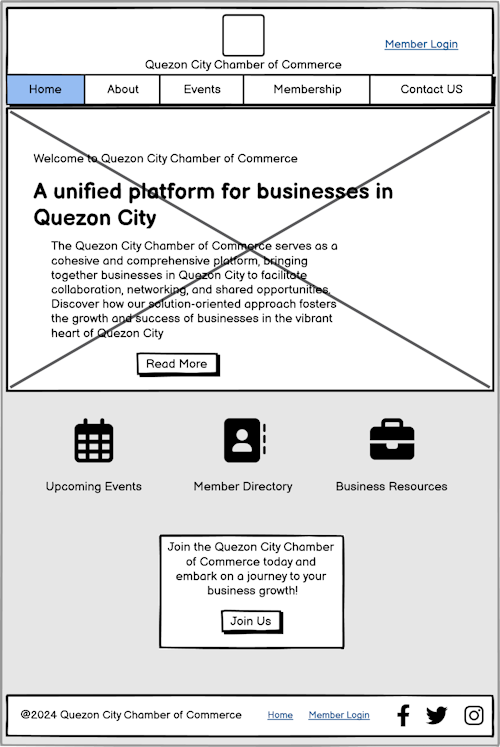 Member Login
Quezon City Chamber of Commerce
Home About Events Membership Contact US
Welcome to Quezon City Chamber of Commerce
A unified platform for businesses in
Quezon City
The Quezon City Chamber of Commerce serves as a
cohesive and comprehensive platform, bringing
together businesses in Quezon City to facilitate
collaboration, networking, and shared opportunities.
Discover how our solution-oriented approach fosters
the growth and success of businesses in the vibrant
heart of Quezon City
Read More
Upcoming Events Member Directory Business Resources
Join the Quezon City Chamber
of Commerce today and
embark on a journey to your
business growth!
Join Us
@2024 Quezon City Chamber of Commerce Home Member Login